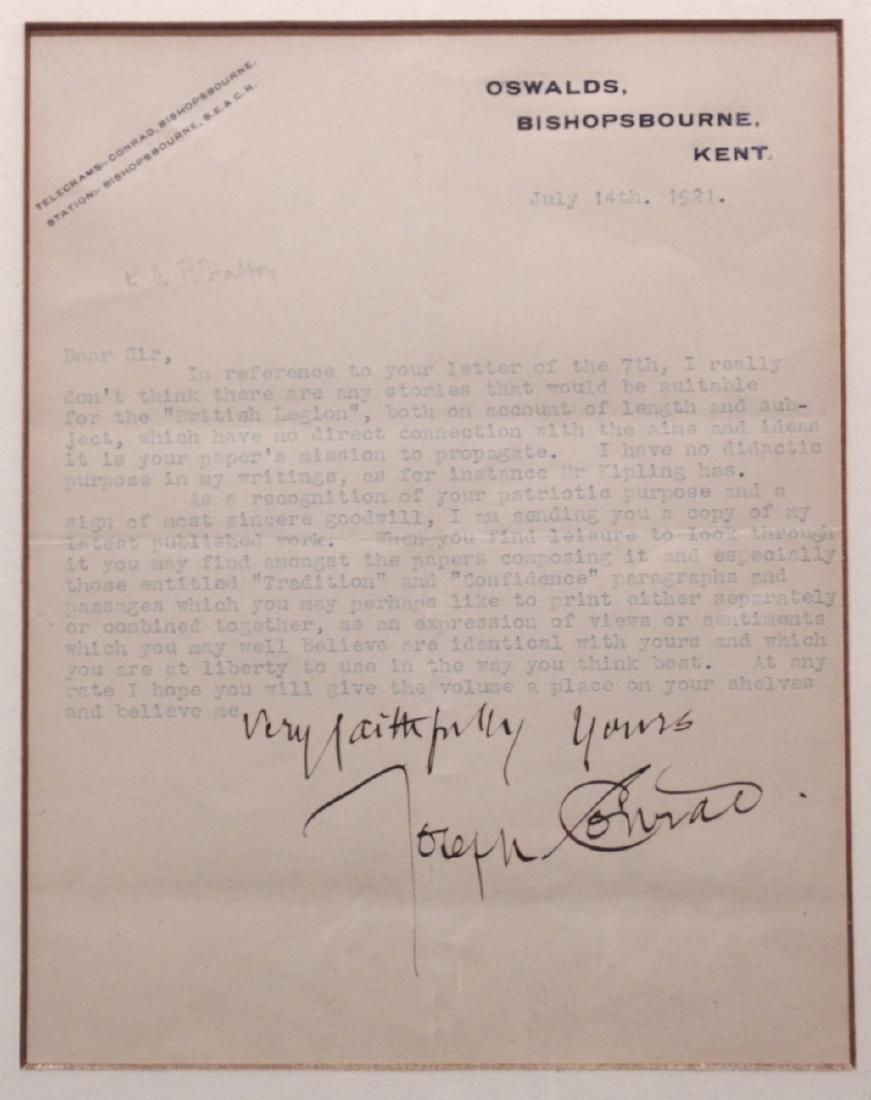 TELEGRAMS:- CONRAD, BISHOPSBOURNE.
STATION:- BISHOPSBOURNE, S.E. & C. R.
OSWALDS,
BISHOPSBOURNE,
KENT.
July 14th. 1921.
to A. P.
Dear Sir,
In reference to your letter of the 7th, I really
don't think there are any stories that would be suitable
for the "British Legion", both on account of length and sub-
ject, which have no direct connection with the aims and ideas
it is your paper's mission to propagate. I have no didactic
purpose in my writings, as for instance Mr Kipling has.
As a recognition of your patriotic purpose and a
sign of most sincere goodwill, I am sending you a copy of my
latest published work. When you find leisure to look through
it you may find amongst the papers composing it and especially
those entitled "Tradition" and "Confidence" paragraphs and
passages which you may perhaps like to print either separately
or combined together, as an expression of views or sentiments
which you may well believe are identical with yours and which
you are at liberty to use in the way you think best. At any
rate I hope you will give the volume a place on your shelves
and believe me
Very faithfully Yours
Joseph Conrad.